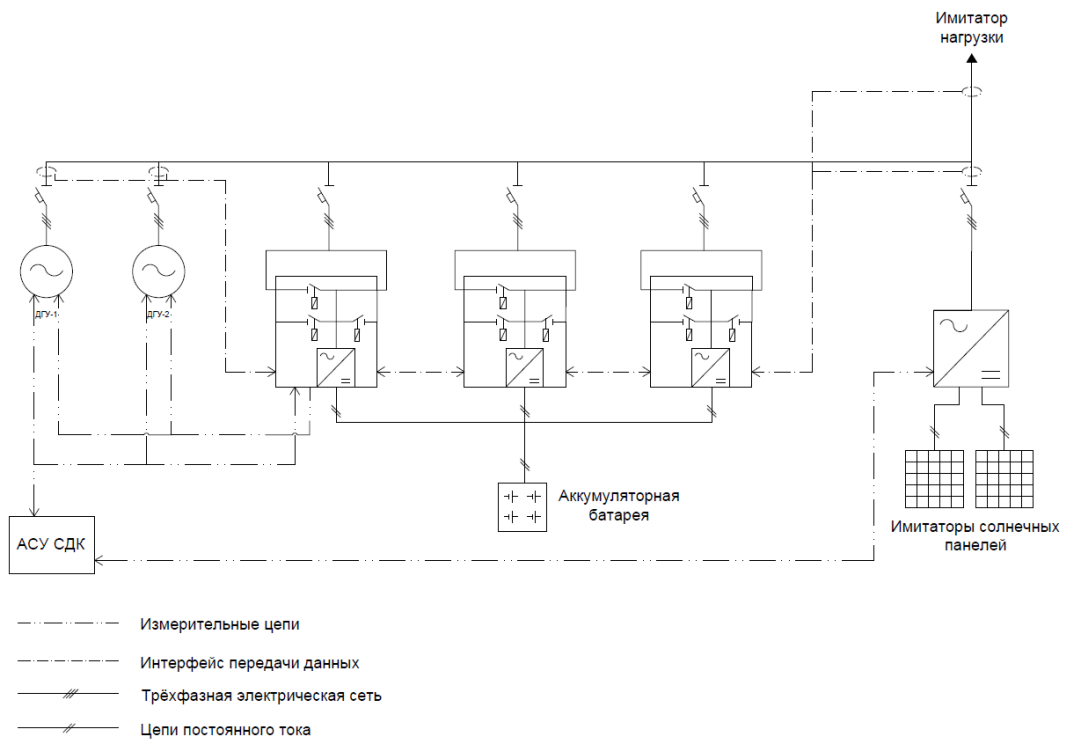 Имитатор
нагрузки
ДГУ-1
ДГУ-2
Аккумуляторная
батарея
Имитаторы солнечных
панелей
АСУ СДК
Измерительные цепи
Интерфейс передачи данных
Трёхфазная электрическая сеть
Цепи постоянного тока